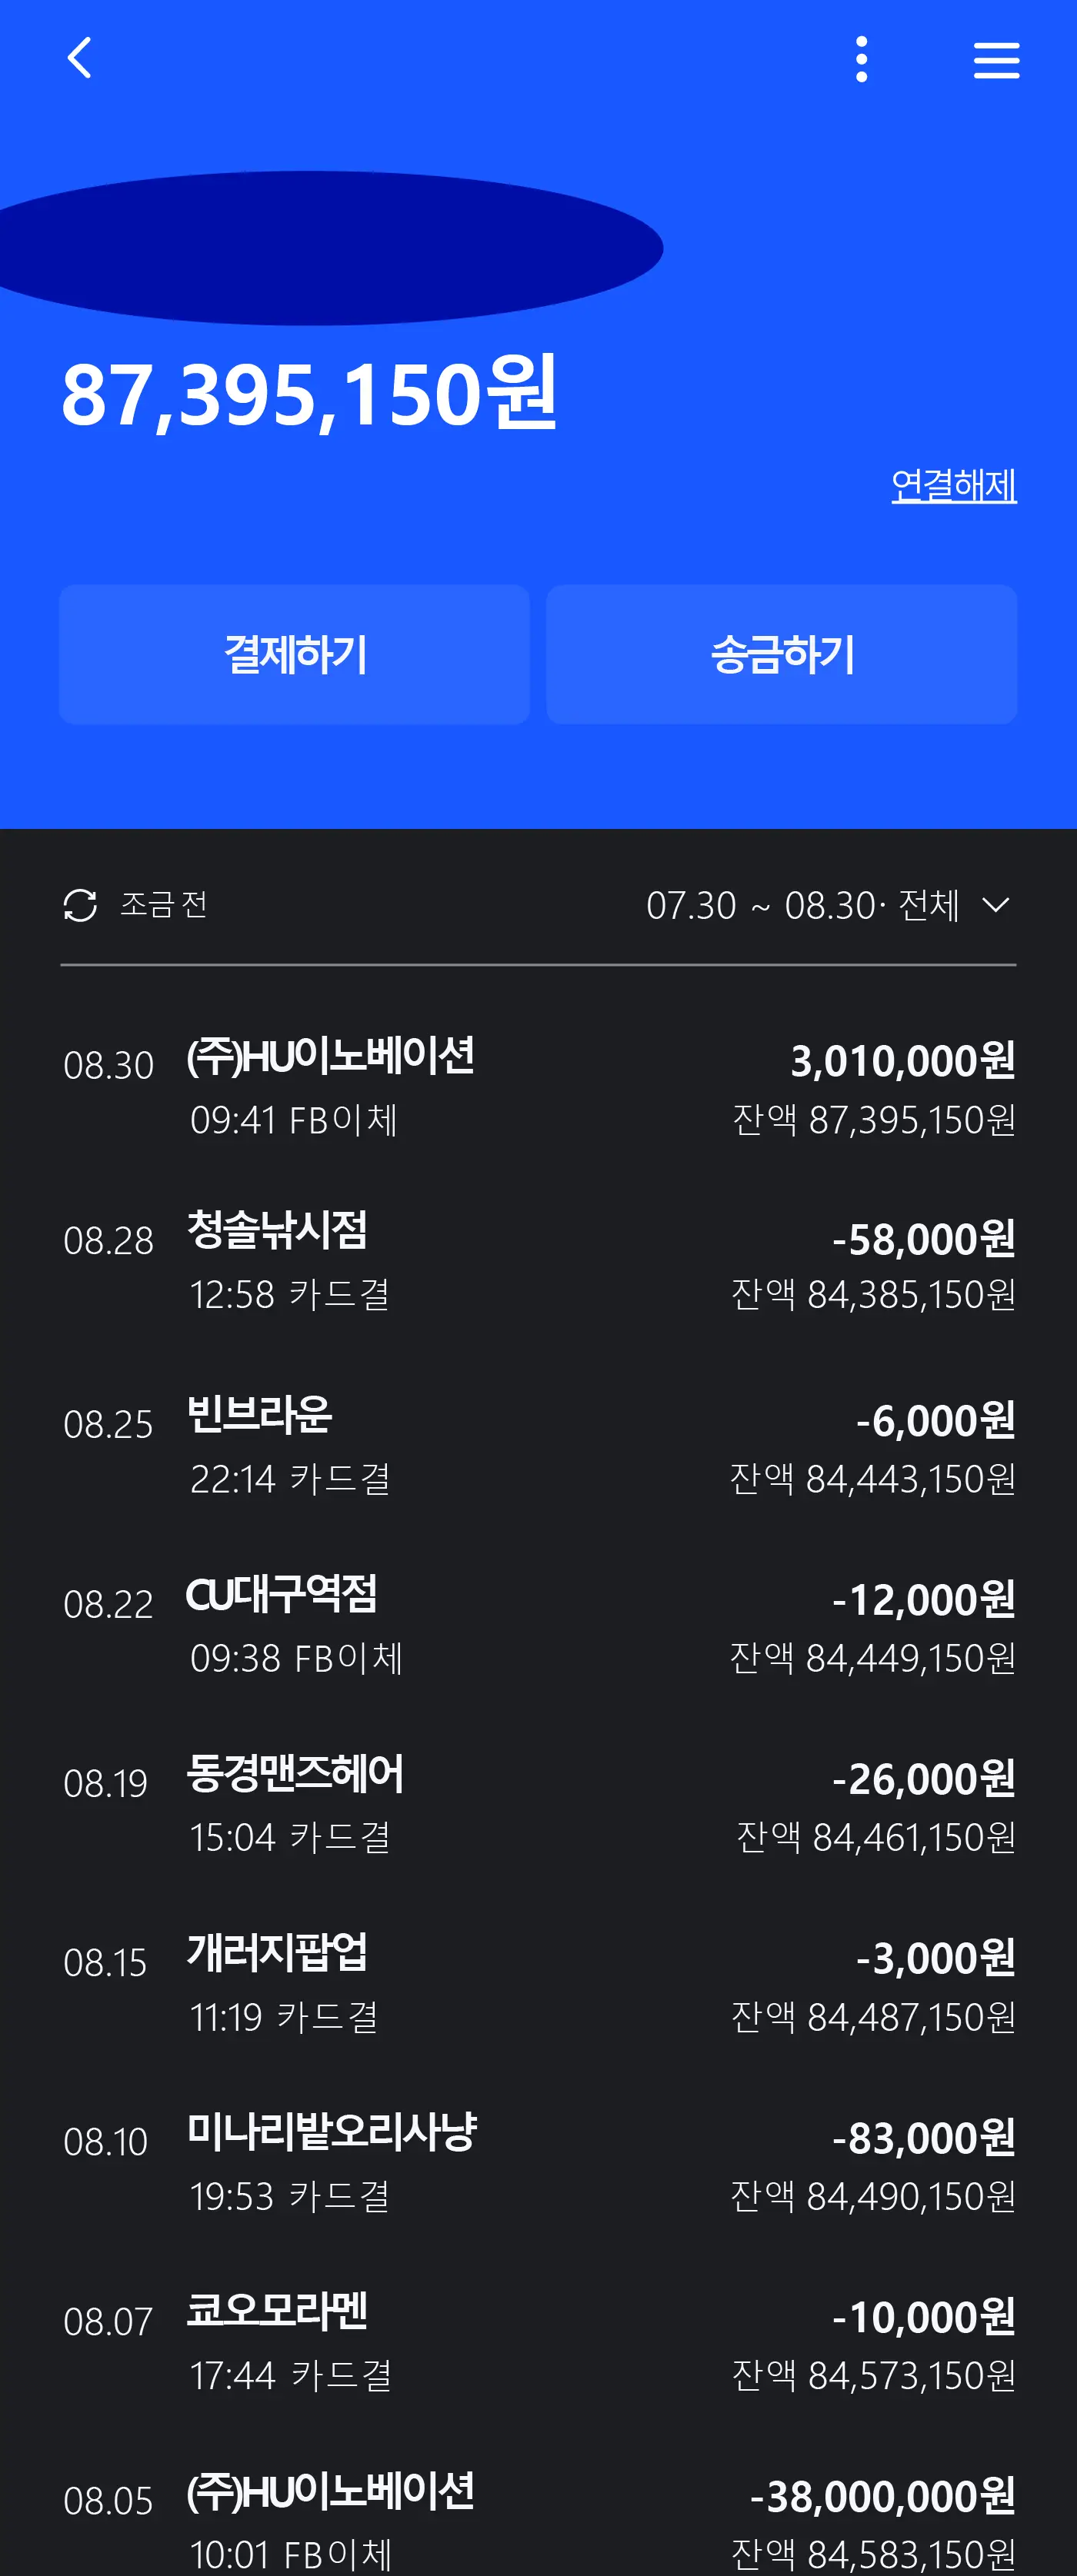 87,395,150원
연결해제
결제하기 송금하기
조금 전 07.30 ~ 08.30· 전체
08.30 (주)HU이노베이션 3,010,000원
09:41 FB이체 잔액 87,395,150원
08.28 청솔낚시점 -58,000원
12:58 카드결 잔액 84,385,150원
08.25 빈브라운 -6,000원
22:14 카드결 잔액 84,443,150원
08.22 CU대구역점 -12,000원
09:38 FB이체 잔액 84,449,150원
08.19 동경맨즈헤어 -26,000원
15:04 카드결 잔액 84,461,150원
08.15 개러지팝업 -3,000원
11:19 카드결 잔액 84,487,150원
08.10 미나리밭오리사냥 -83,000원
19:53 카드결 잔액 84,490,150원
08.07 쿄오모라멘 -10,000원
17:44 카드결 잔액 84,573,150원
08.05 (주)HU이노베이션 -38,000,000원
10:01 FB이체 잔액 84,583,150원